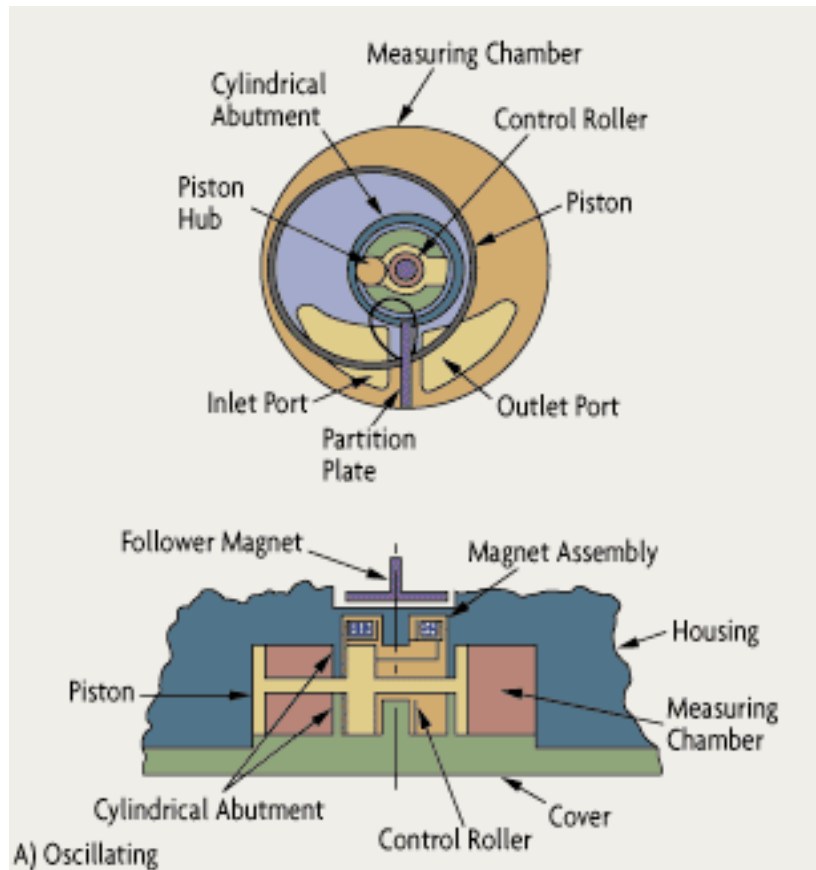 Measuring Chamber
Cylindrical
Abutment
Control Roller
Piston
Hub
Piston
Inlet Port
Outlet Port
Partition
Plate
Follower Magnet
Magnet Assembly
Housing
Piston
Measuring
Chamber
Cylindrical Abutment
Control Roller
Cover
A) Oscillating